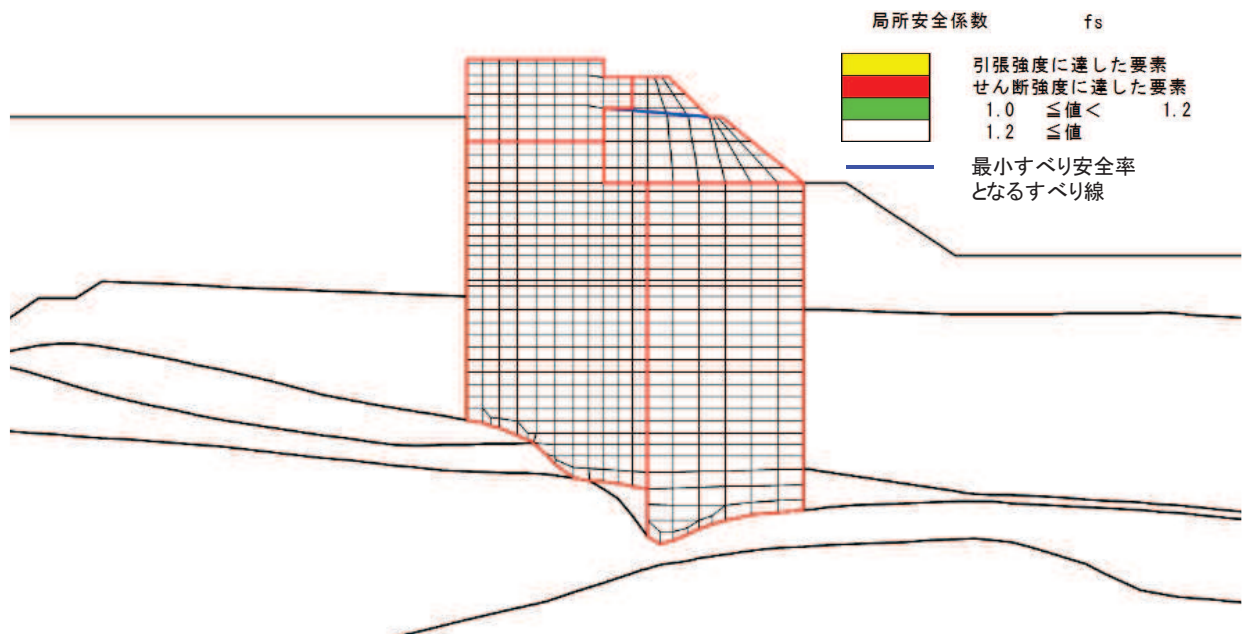 局所安全係数 fs
引張強度に達した要素
せん断強度に達した要素
1.0 ≦値< 1.2
1.2 ≦値
最小すべり安全率
となるすべり線